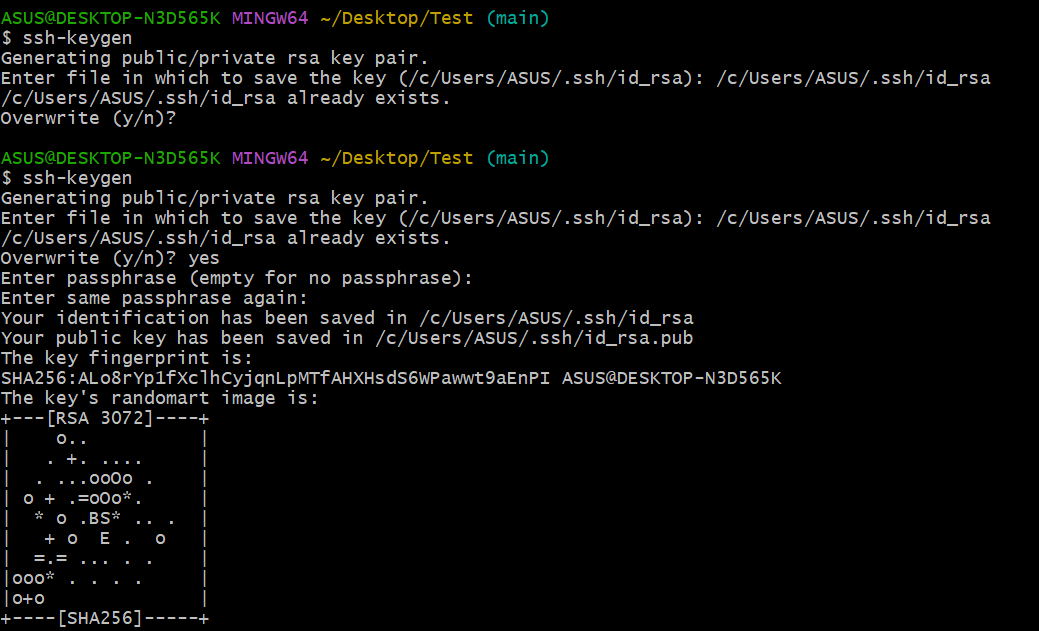 ASUS@DESKTOP-N3D565K MINGW64 ~/Desktop/Test (main)
$ ssh-keygen
Generating public/private rsa key pair.
Enter file in which to save the key (/c/Users/ASUS/.ssh/id_rsa): /c/Users/ASUS/.ssh/id_rsa
/c/Users/ASUS/.ssh/id_rsa already exists.
Overwrite (y/n)?

ASUS@DESKTOP-N3D565K MINGW64 ~/Desktop/Test (main)
$ ssh-keygen
Generating public/private rsa key pair.
Enter file in which to save the key (/c/Users/ASUS/.ssh/id_rsa): /c/Users/ASUS/.ssh/id_rsa
/c/Users/ASUS/.ssh/id_rsa already exists.
Overwrite (y/n)? yes
Enter passphrase (empty for no passphrase):
Enter same passphrase again:
Your identification has been saved in /c/Users/ASUS/.ssh/id_rsa
Your public key has been saved in /c/Users/ASUS/.ssh/id_rsa.pub
The key fingerprint is:
SHA256:ALo8rYp1fXclhCyjqnLpMTfAHXHsdS6WPawwt9aEnPI ASUS@DESKTOP-N3D565K
The key's randomart image is:
+---[RSA 3072]----+
|    o..          |
|   . +. ....     |
|  . ...ooOo .    |
| o + .=oOo*.     |
|  * o .BS* .. .  |
|   + o  E .  o   |
|  =.= ... . .    |
|ooo* . . . .     |
|o+o              |
+----[SHA256]-----+